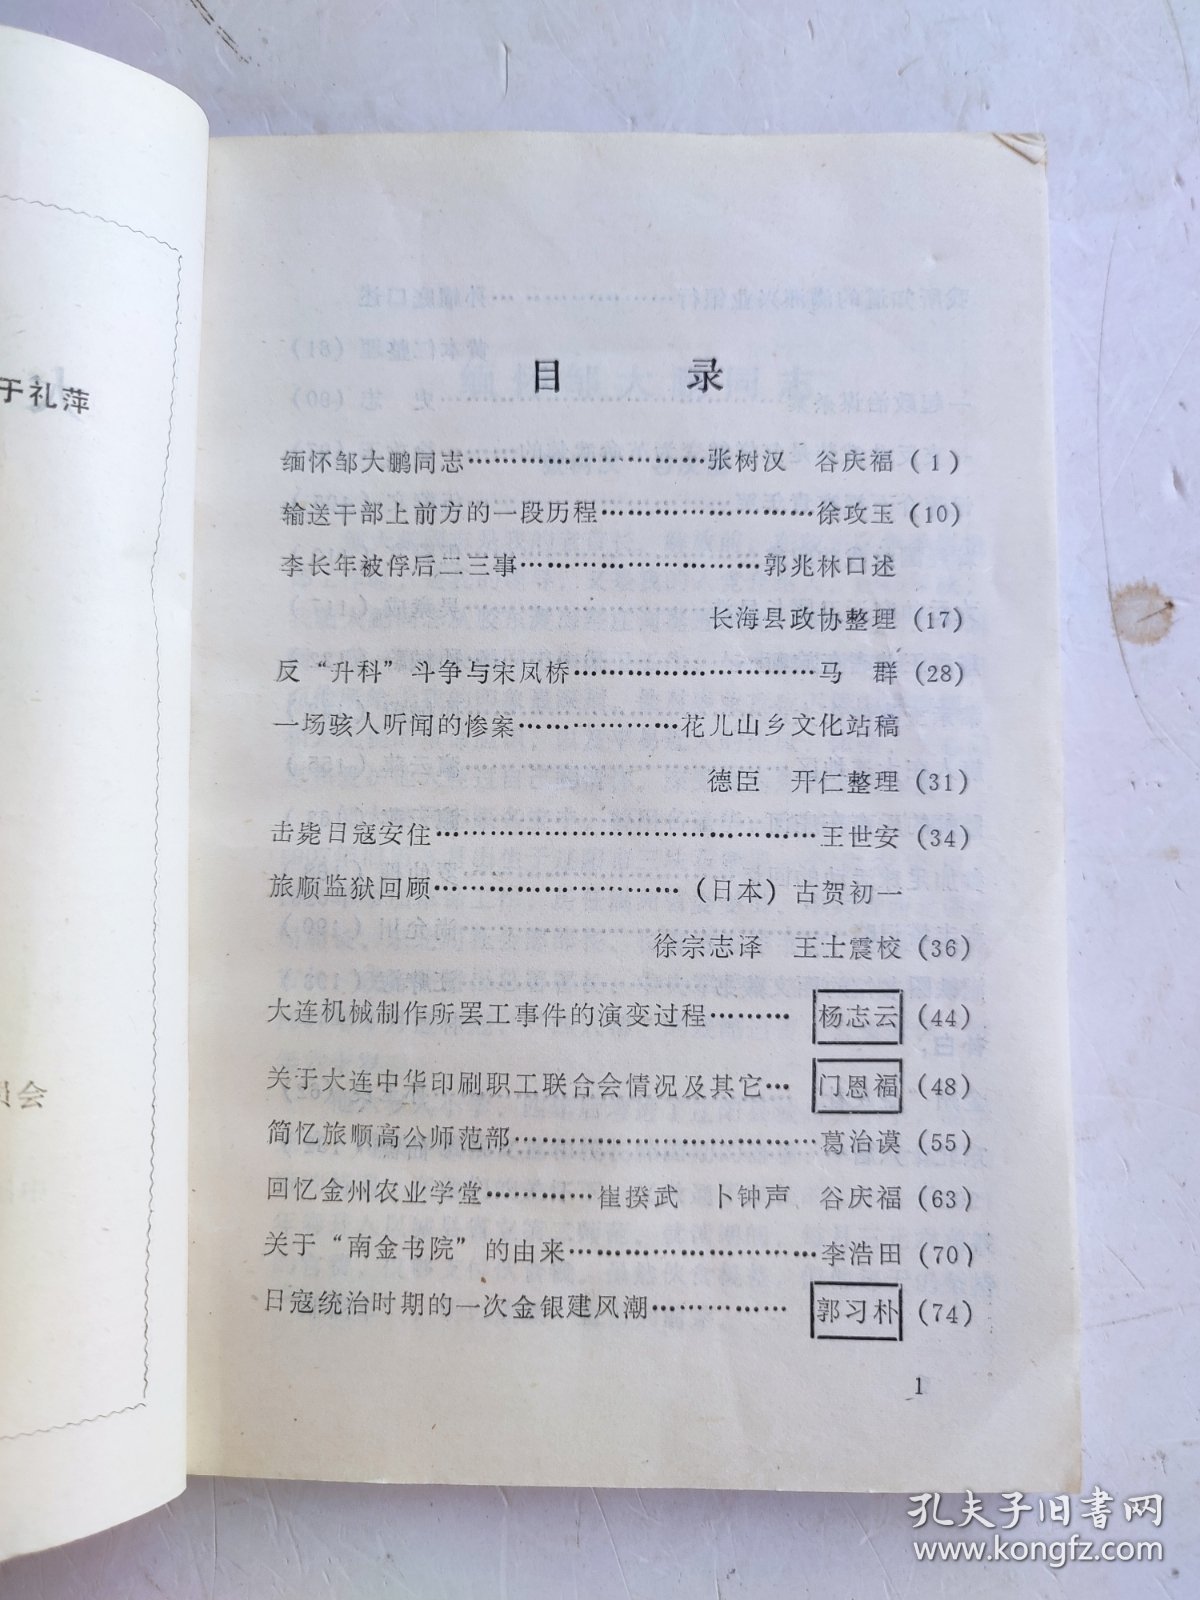 于礼萍
员会
目 录
缅怀邹大鹏同志…………………………张树汉 谷庆福（1）
输送干部上前方的一段历程………………………徐攻玉（10）
李长年被俘后二三事…………………………郭兆林口述
长海县政协整理（17）
反“升科”斗争与宋凤桥…………………………马 群（28）
一场骇人听闻的惨案………………花儿山乡文化站稿
德臣 开仁整理（31）
击毙日寇安住………………………………………王世安（34）
旅顺监狱回顾…………………………（日本）古贺初一
徐宗志译 王士震校（36）
大连机械制作所罢工事件的演变过程……… 杨志云（44）
关于大连中华印刷职工联合会情况及其它… 门恩福（48）
简忆旅顺高公师范部………………………………葛治谟（55）
回忆金州农业学堂…………崔揆武 卜钟声 谷庆福（63）
关于“南金书院”的由来…………………………李浩田（70）
日寇统治时期的一次金银建风潮…………… 郭习朴（74）
1
孔夫子旧书网
www.kongfz.com